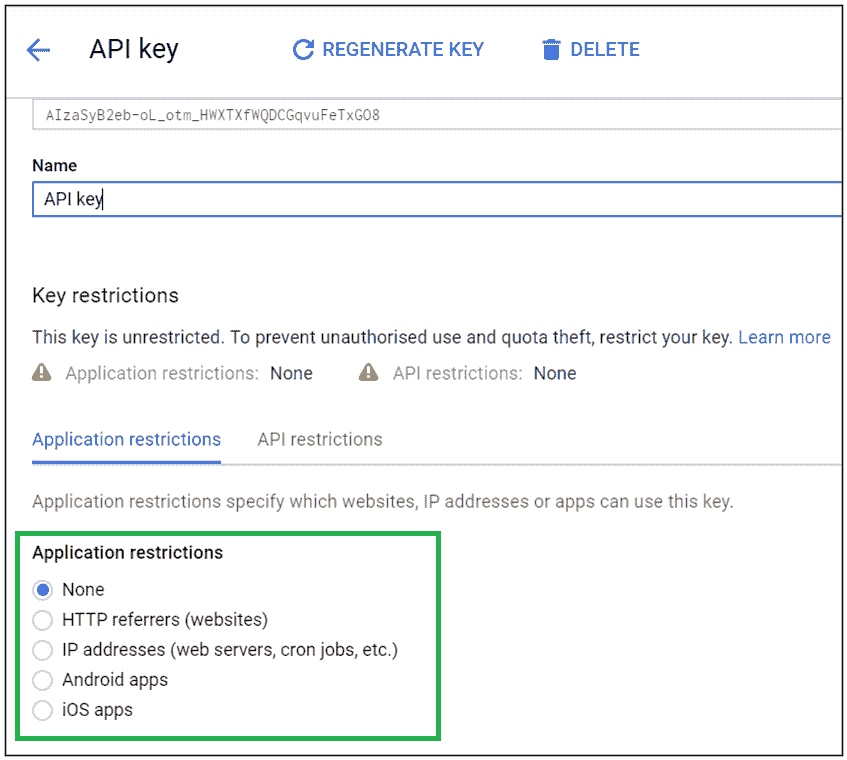 API key
REGENERATE KEY
DELETE
AIzaSyB2eb-oL_otm_HWXTXfWQDCGqvuFeTxGO8
Name
API key
Key restrictions
This key is unrestricted. To prevent unauthorised use and quota theft, restrict your key. Learn more
Application restrictions: None
API restrictions: None
Application restrictions
API restrictions
Application restrictions specify which websites, IP addresses or apps can use this key.
Application restrictions
None
HTTP referrers (websites)
IP addresses (web servers, cron jobs, etc.)
Android apps
iOS apps